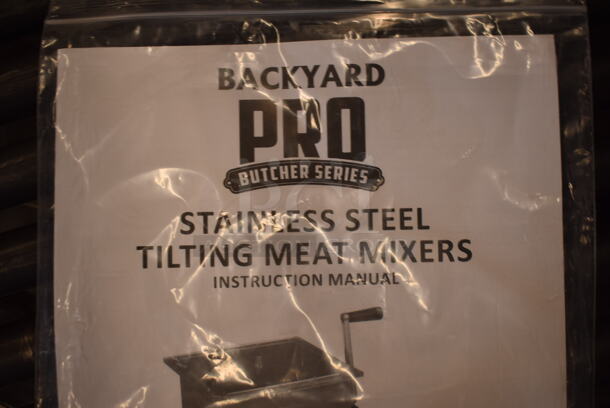 BACKYARD
PRO
BUTCHER SERIES
STAINLESS STEEL
TILTING MEAT MIXERS
INSTRUCTION MANUAL